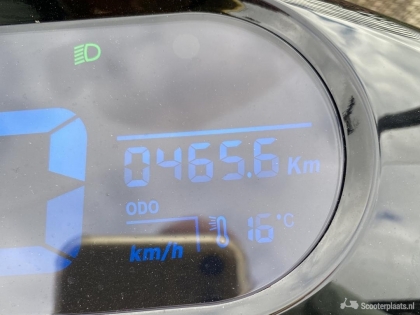 0465.6 Km
ODO
km/h 16°C
Scooterplaats.nl